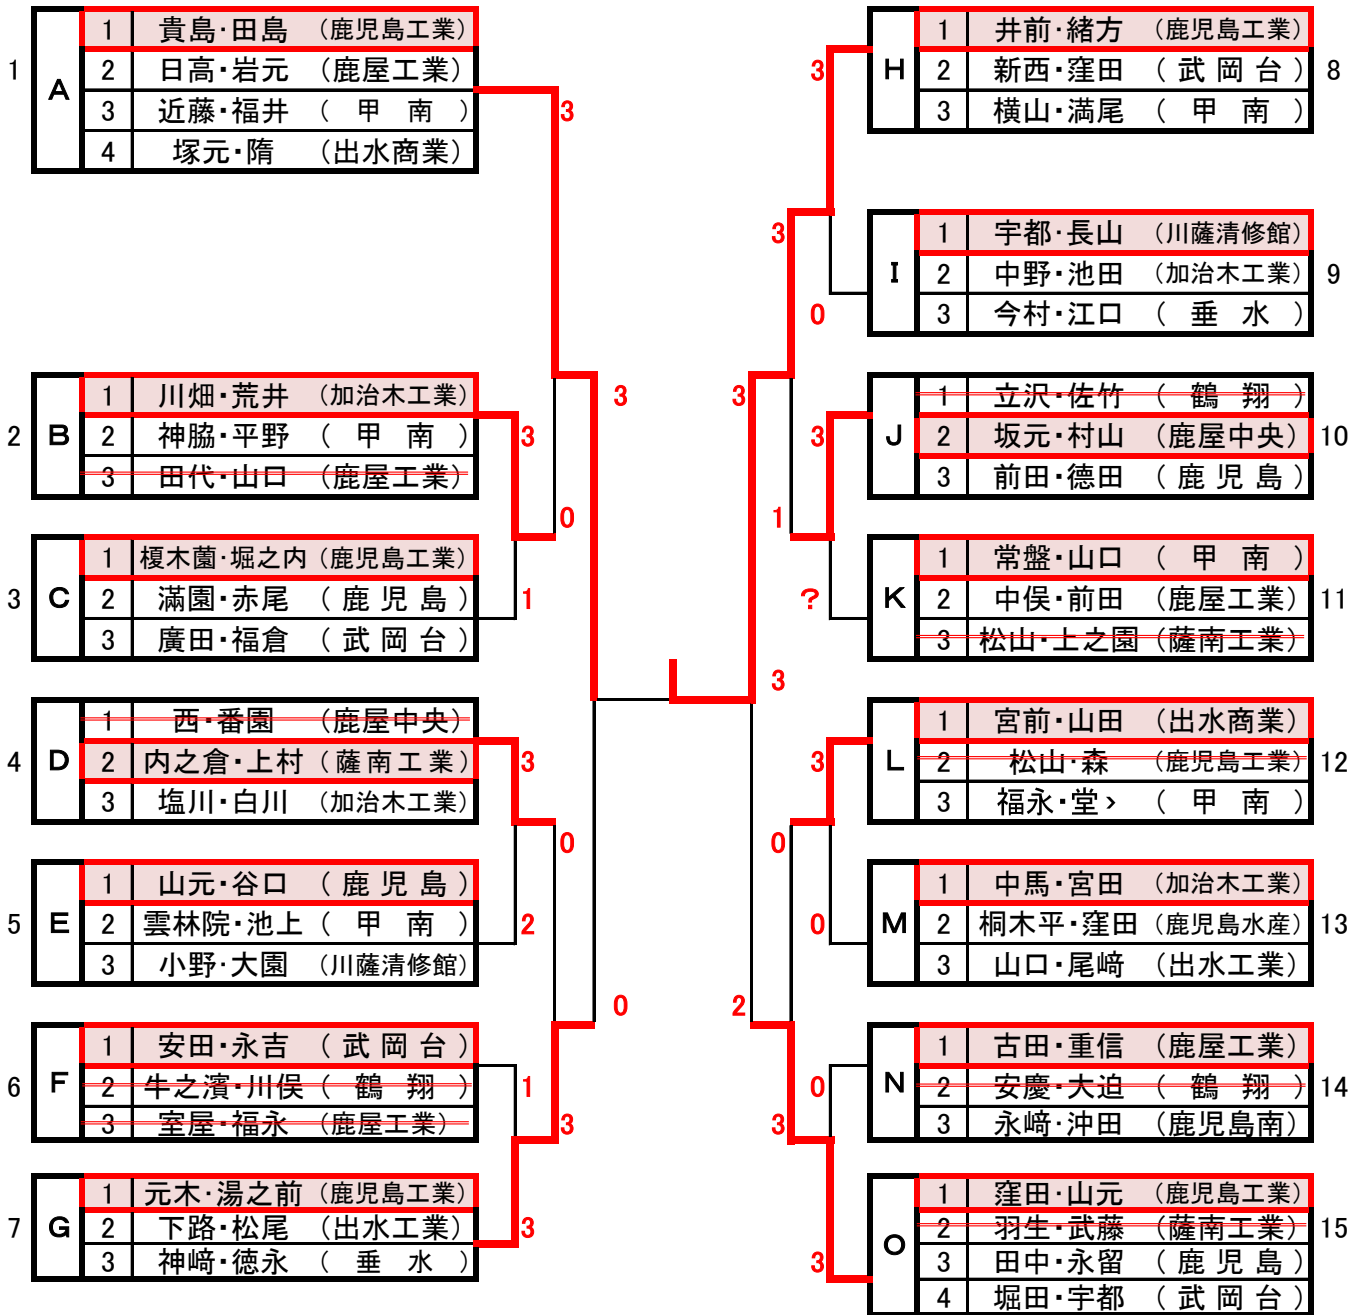 1
A
1 貴島・田島 (鹿児島工業)
2 日高・岩元 (鹿屋工業)
3 近藤・福井 ( 甲 南 )
4 塚元・隋 (出水商業)
3
2
B
1 川畑・荒井 (加治木工業)
2 神脇・平野 ( 甲 南 )
3 田代・山口 (鹿屋工業)
3
3
0
3
C
1 榎木薗・堀之内 (鹿児島工業)
2 滿園・赤尾 ( 鹿 児 島 )
3 廣田・福倉 ( 武 岡 台 )
1
4
D
1 西・番園 (鹿屋中央)
2 内之倉・上村 ( 薩 南 工 業 )
3 塩川・白川 (加治木工業)
3
0
5
E
1 山元・谷口 ( 鹿 児 島 )
2 雲林院・池上 ( 甲 南 )
3 小野・大園 (川薩清修館)
2
0
6
F
1 安田・永吉 ( 武 岡 台 )
2 牛之濱・川俣 ( 鶴 翔 )
3 室屋・福永 (鹿屋工業)
1
3
7
G
1 元木・湯之前 (鹿児島工業)
2 下路・松尾 (出水工業)
3 神﨑・徳永 ( 垂 水 )
3
3
H
1 井前・緒方 (鹿児島工業)
2 新西・窪田 ( 武 岡 台 )
3 横山・満尾 ( 甲 南 )
8
3
I
1 宇都・長山 (川薩清修館)
2 中野・池田 (加治木工業)
3 今村・江口 ( 垂 水 )
9
0
3
J
1 立沢・佐竹 ( 鶴 翔 )
2 坂元・村山 (鹿屋中央)
3 前田・德田 ( 鹿 児 島 )
10
3
1
K
1 常盤・山口 ( 甲 南 )
2 中俣・前田 (鹿屋工業)
3 松山・上之園 (薩南工業)
11
?
3
L
1 宮前・山田 (出水商業)
2 松山・森 (鹿児島工業)
3 福永・堂 ( 甲 南 )
12
3
0
M
1 中馬・宮田 (加治木工業)
2 桐木平・窪田 (鹿児島水産)
3 山口・尾﨑 (出水工業)
13
0
2
N
1 古田・重信 (鹿屋工業)
2 安慶・大迫 ( 鶴 翔 )
3 永﨑・沖田 (鹿児島南)
14
0
3
O
1 窪田・山元 (鹿児島工業)
2 羽生・武藤 (薩南工業)
3 田中・永留 ( 鹿 児 島 )
4 堀田・宇都 ( 武 岡 台 )
15
3